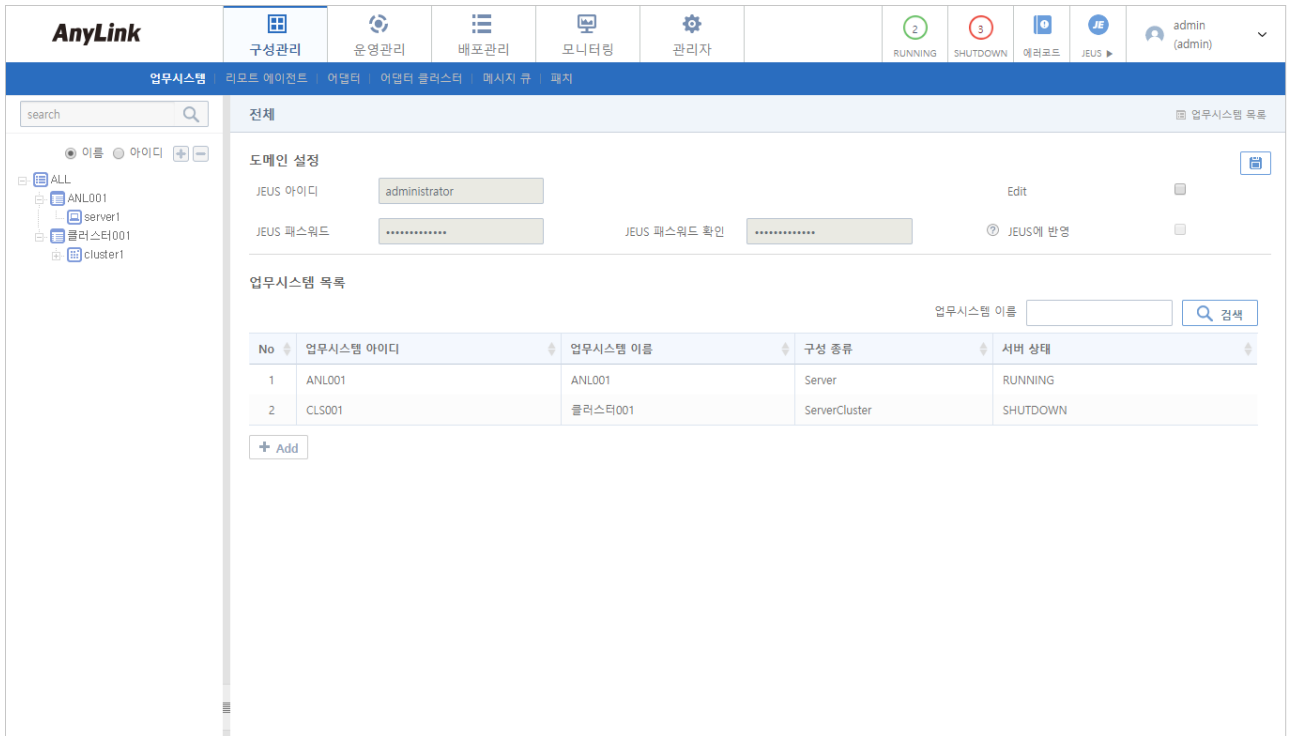 AnyLink
구성관리
운영관리
배포관리
모니터링
관리자
2
RUNNING
3
SHUTDOWN
에러코드
JE
JEUS ▶
admin
(admin)
업무시스템 | 리모트 에이전트 | 어댑터 | 어댑터 클러스터 | 메시지 큐 | 패치
search
이름 아이디
ALL
ANL001
server1
클러스터001
cluster1
전체
업무시스템 목록
도메인 설정
JEUS 아이디 administrator Edit
JEUS 패스워드 ••••••••••••• JEUS 패스워드 확인 ••••••••••••• ? JEUS에 반영
업무시스템 목록
업무시스템 이름 검색
No 업무시스템 아이디 업무시스템 이름 구성 종류 서버 상태
1 ANL001 ANL001 Server RUNNING
2 CLS001 클러스터001 ServerCluster SHUTDOWN
+ Add